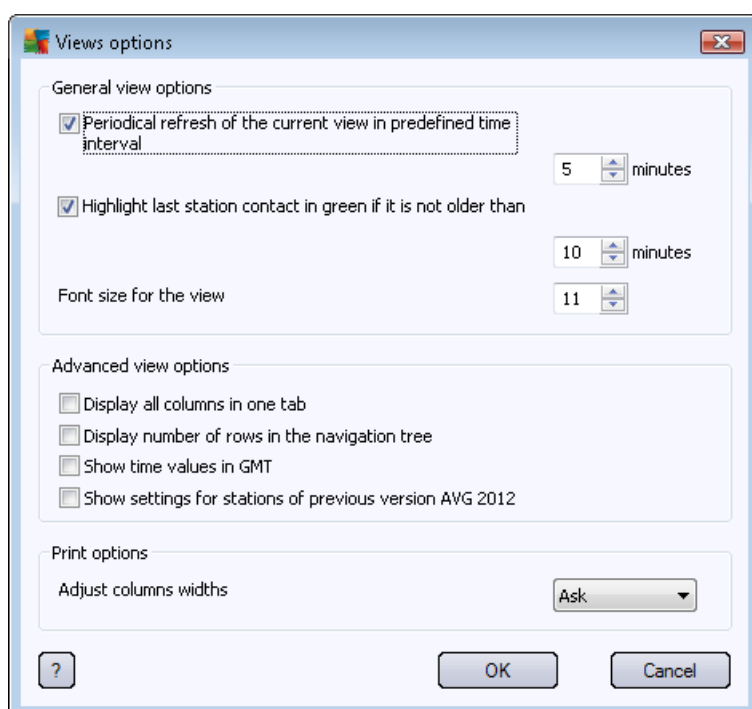 Views options
General view options
Periodical refresh of the current view in predefined time
interval
5 minutes
Highlight last station contact in green if it is not older than
10 minutes
Font size for the view 11
Advanced view options
Display all columns in one tab
Display number of rows in the navigation tree
Show time values in GMT
Show settings for stations of previous version AVG 2012
Print options
Adjust columns widths Ask
? OK Cancel